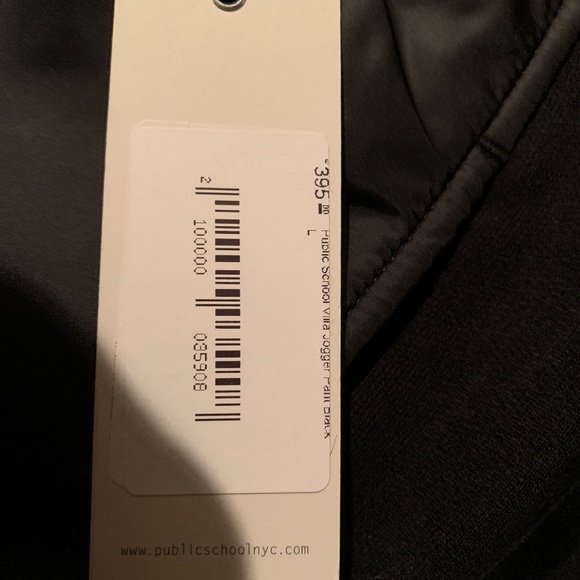 $395.00
Public School Villa Jogger Pant Black
L
2 100000 035908
www.publicschoolnyc.com